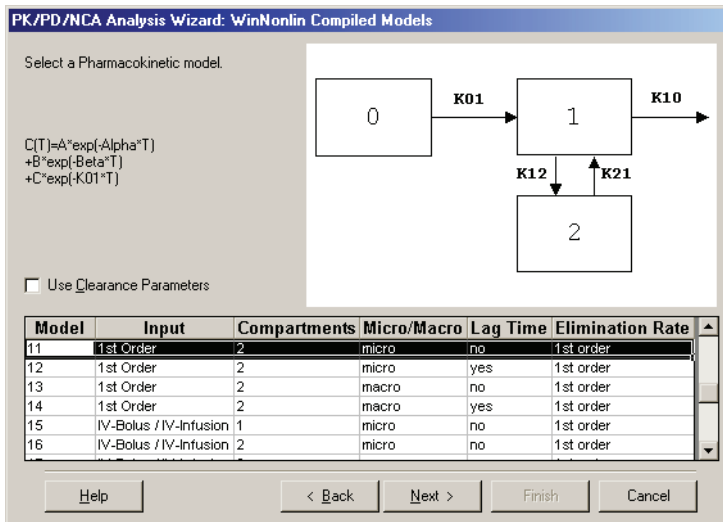 PK/PD/NCA Analysis Wizard: WinNonlin Compiled Models
Select a Pharmacokinetic model.
C(T)=A*exp(-Alpha*T)
+B*exp(-Beta*T)
+C*exp(-K01*T)
0
K01
1
K10
K12
K21
2
Use Clearance Parameters
Model Input Compartments Micro/Macro Lag Time Elimination Rate
11 1st Order 2 micro no 1st order
12 1st Order 2 micro yes 1st order
13 1st Order 2 macro no 1st order
14 1st Order 2 macro yes 1st order
15 IV-Bolus / IV-Infusion 1 micro no 1st order
16 IV-Bolus / IV-Infusion 2 micro no 1st order
Help < Back Next > Finish Cancel